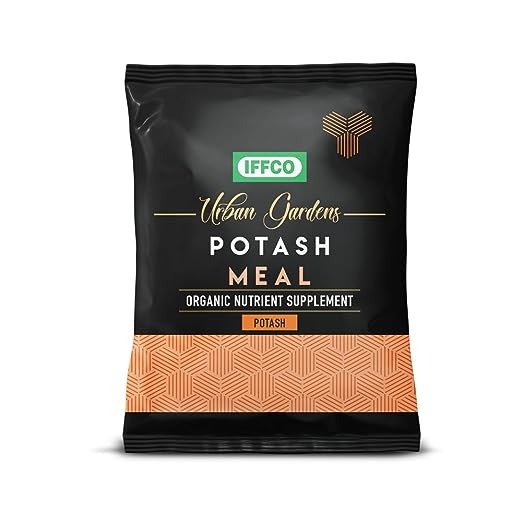 IFFCO
Urban Gardens
POTASH
MEAL
ORGANIC NUTRIENT SUPPLEMENT
POTASH